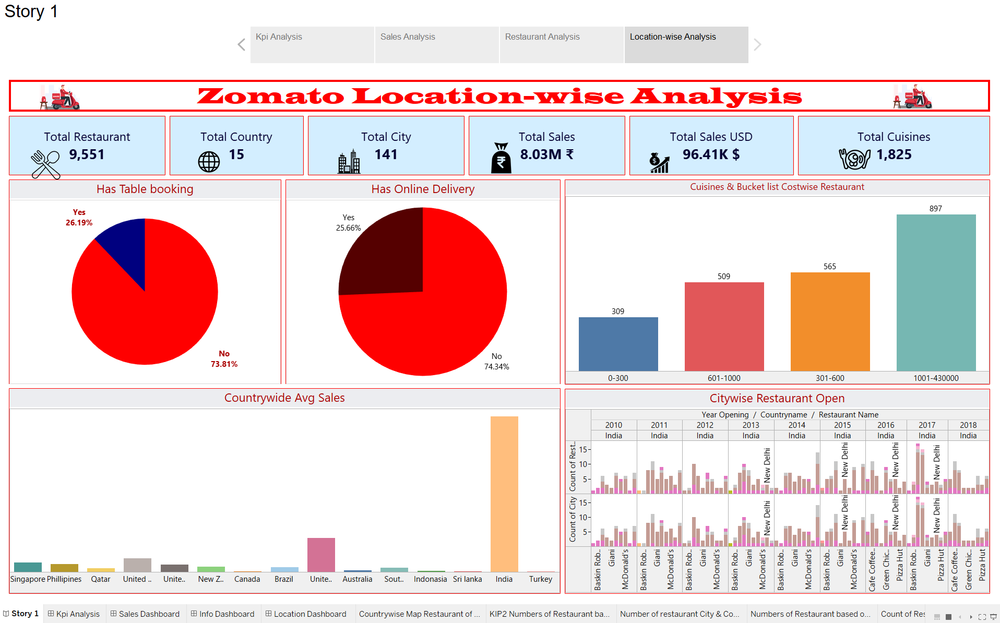 Story 1
Kpi Analysis
Sales Analysis
Restaurant Analysis
Location-wise Analysis
Zomato Location-wise Analysis
Total Restaurant
9,551
Total Country
15
Total City
141
Total Sales
8.03M ₹
Total Sales USD
96.41K $
Total Cuisines
1,825
Has Table booking
Yes
26.19%
No
73.81%
Has Online Delivery
Yes
25.66%
No
74.34%
Cuisines & Bucket list Costwise Restaurant
309
509
565
897
0-300
601-1000
301-600
1001-430000
Countrywide Avg Sales
Singapore
Phillipines
Qatar
United ..
Unite..
New Z..
Canada
Brazil
Unite..
Australia
Sout..
Indonasia
Sri lanka
India
Turkey
Citywise Restaurant Open
Year Opening / Countryname / Restaurant Name
2010 2011 2012 2013 2014 2015 2016 2017 2018
India India India India India India India India India
Count of Rest..
15
10
5
New Delhi
New Delhi
New Delhi
New Delhi
Count of City
15
10
5
New Delhi
New Delhi
New Delhi
New Delhi
Baskin Rob..
Giani
McDonald's
Baskin Rob..
Giani
McDonald's
Baskin Rob..
Giani
McDonald's
Baskin Rob..
Giani
McDonald's
Baskin Rob..
Giani
McDonald's
Baskin Rob..
Giani
McDonald's
Cafe Coffee..
Green Chic..
Pizza Hut
Baskin Rob..
Giani
Pizza Hut
Cafe Coffee..
Green Chic..
Pizza Hut
Story 1
Kpi Analysis
Sales Dashboard
Info Dashboard
Location Dashboard
Countrywise Map Restaurant of ...
KIP2 Numbers of Restaurant ba...
Number of restaurant City & Co...
Numbers of Restaurant based o...
Count of Res